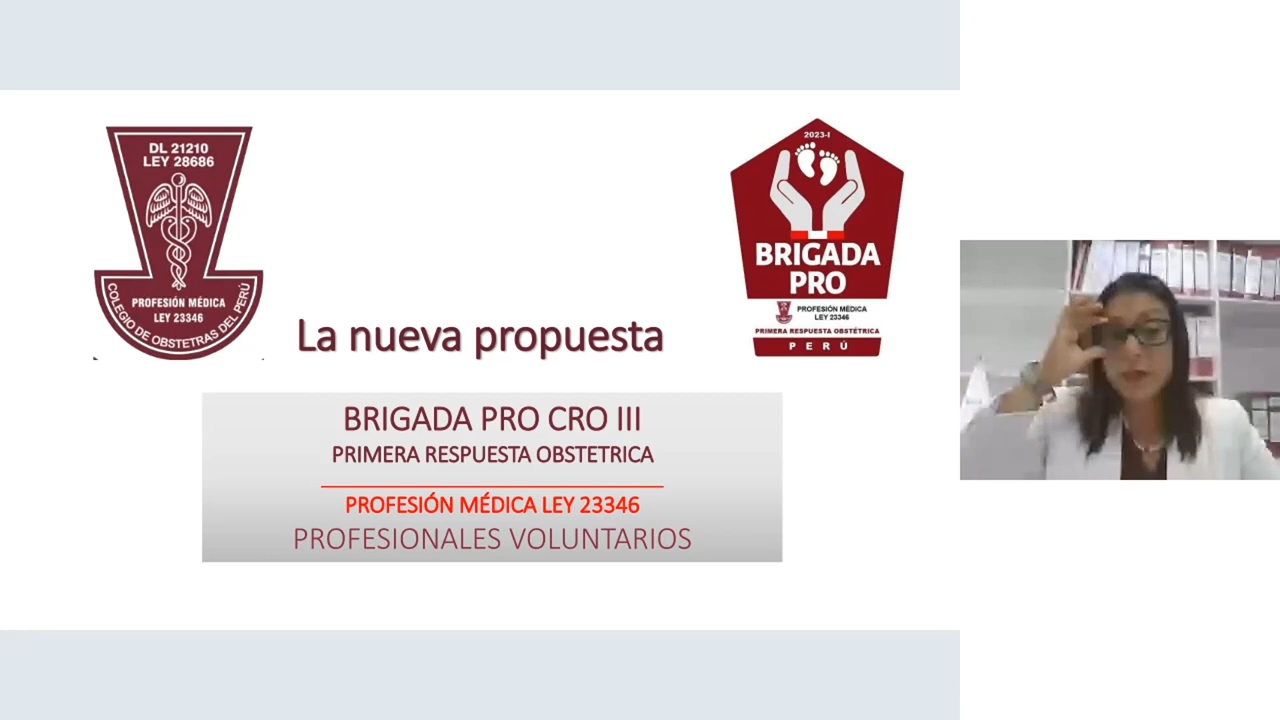 DL 21210
LEY 28686
PROFESIÓN MÉDICA
LEY 23346
COLEGIO DE OBSTETRAS DEL PERÚ
2023-I
BRIGADA
PRO
PROFESIÓN MÉDICA
LEY 23346
PRIMERA RESPUESTA OBSTÉTRICA
PERÚ
La nueva propuesta
BRIGADA PRO CRO III
PRIMERA RESPUESTA OBSTETRICA
PROFESIÓN MÉDICA LEY 23346
PROFESIONALES VOLUNTARIOS